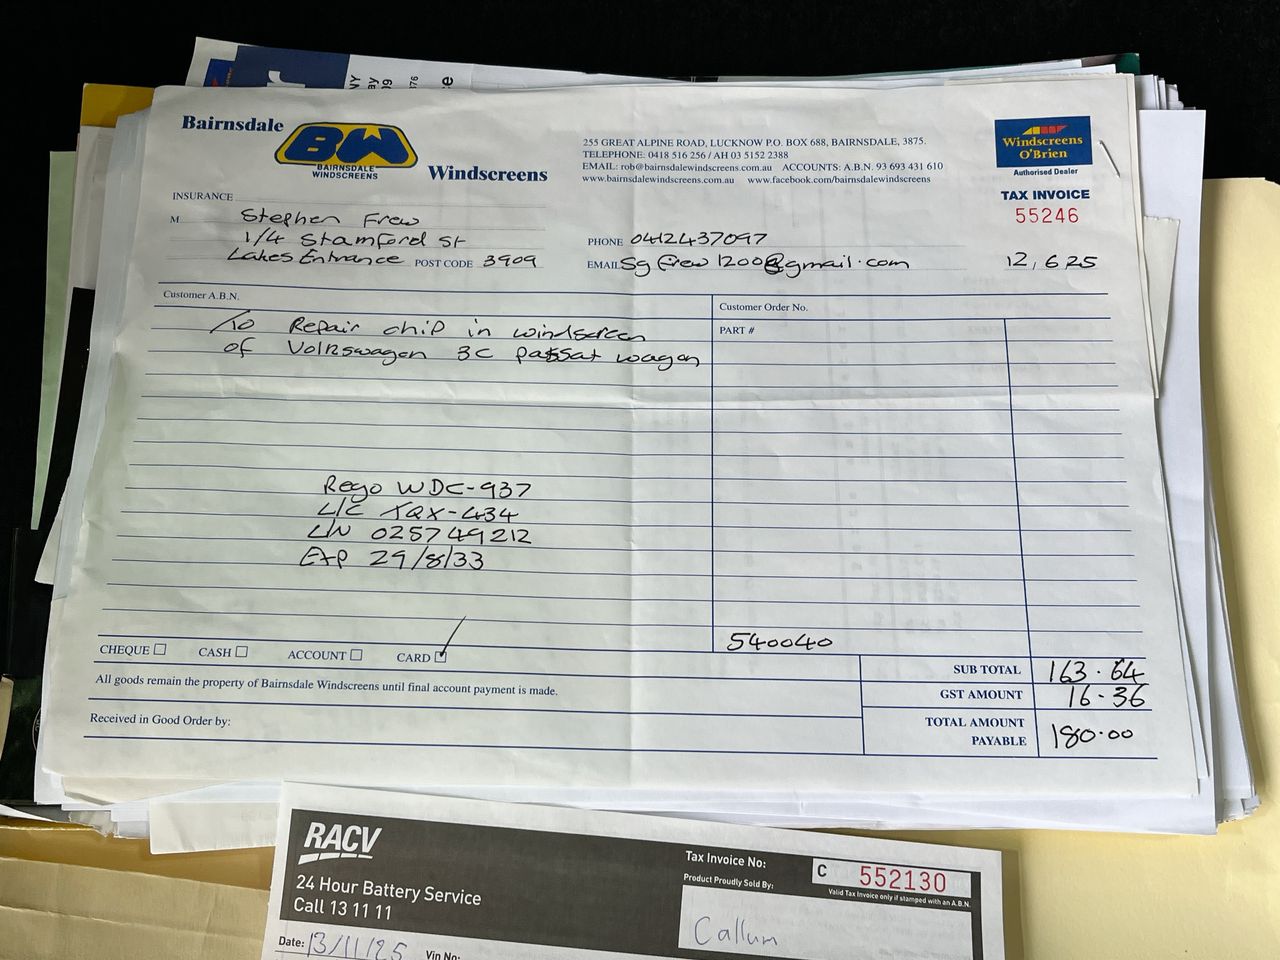 Bairnsdale
BW
BAIRNSDALE
WINDSCREENS
Windscreens
255 GREAT ALPINE ROAD, LUCKNOW P.O. BOX 688, BAIRNSDALE, 3875.
TELEPHONE: 0418 516 256 / AH 03 5152 2388
EMAIL: rob@bairnsdalewindscreens.com.au ACCOUNTS: A.B.N. 93 693 431 610
www.bairnsdalewindscreens.com.au www.facebook.com/bairnsdalewindscreens
Windscreens
O'Brien
Authorised Dealer
TAX INVOICE
55246
INSURANCE
M Stephen Frew
1/4 Stamford St
Lakes Entrance POST CODE 3909
PHONE 0412437097
EMAIL Sgfrew1200@gmail.com
12,625
Customer A.B.N.
Customer Order No.
To Repair chip in windscreen
of Volkswagen 3C passat wagon
PART #
Rego WDC-937
L/C
L/N 025749212
Exp 29/8/33
540040
CHEQUE CASH ACCOUNT CARD
All goods remain the property of Bairnsdale Windscreens until final account payment is made.
Received in Good Order by:
SUB TOTAL 163.64
GST AMOUNT 16-36
TOTAL AMOUNT
PAYABLE 180.00
RACV
24 Hour Battery Service
Call 13 11 11
Tax Invoice No: C 552130
Valid Tax Invoice only if stamped with an A.B.N.
Product Proudly Sold By:
Callum
Date: 13/11/25 Vin No: